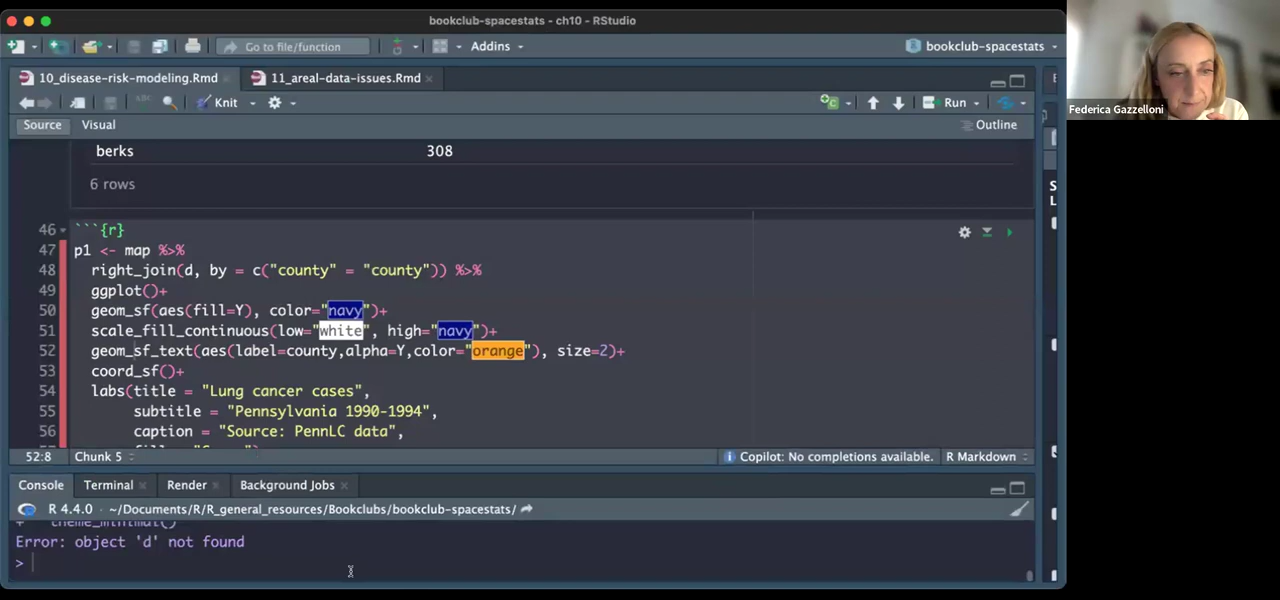 bookclub-spacestats - ch10 - RStudio
Go to file/function
Addins
bookclub-spacestats
10_disease-risk-modeling.Rmd
11_areal-data-issues.Rmd
ABC
Knit
Run
Source Visual
Outline
berks 308
6 rows
46 ```{r}
47 p1 <- map %>%
48 right_join(d, by = c("county" = "county")) %>%
49 ggplot()+
50 geom_sf(aes(fill=Y), color="navy")+
51 scale_fill_continuous(low="white", high="navy")+
52 geom_sf_text(aes(label=county,alpha=Y,color="orange"), size=2)+
53 coord_sf()+
54 labs(title = "Lung cancer cases",
55 subtitle = "Pennsylvania 1990-1994",
56 caption = "Source: PennLC data",
52:8 Chunk 5
Copilot: No completions available.
R Markdown
Console Terminal Render Background Jobs
R 4.4.0 · ~/Documents/R/R_general_resources/Bookclubs/bookclub-spacestats/
+ theme_minimal()
Error: object 'd' not found
>
S
L
Federica Gazzelloni